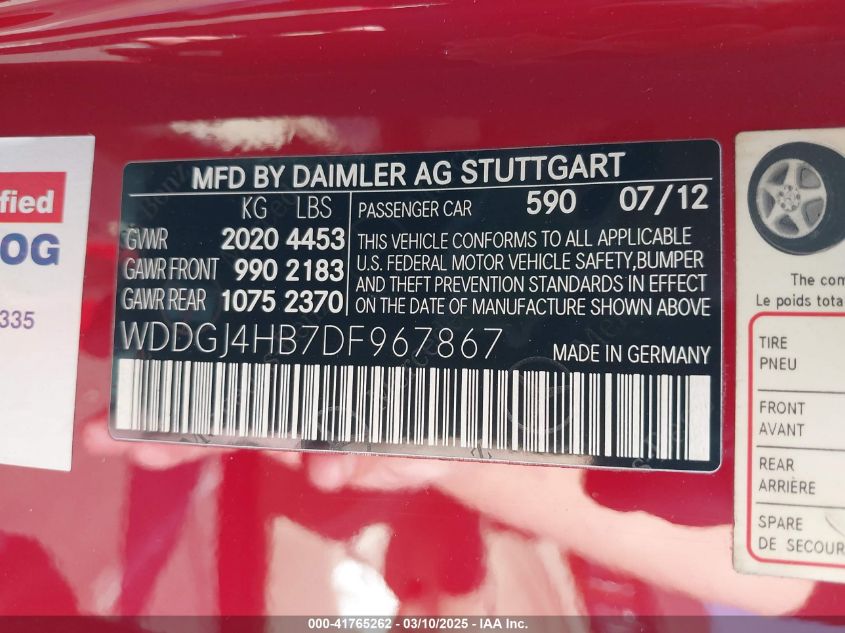 ified
OG
335
MFD BY DAIMLER AG STUTTGART
KG LBS
PASSENGER CAR 590 07/12
GVWR 2020 4453
GAWR FRONT 990 2183
GAWR REAR 1075 2370
THIS VEHICLE CONFORMS TO ALL APPLICABLE
U.S. FEDERAL MOTOR VEHICLE SAFETY,BUMPER
AND THEFT PREVENTION STANDARDS IN EFFECT
ON THE DATE OF MANUFACTURE SHOWN ABOVE
WDDGJ4HB7DF967867
MADE IN GERMANY
The com
Le poids tota
TIRE
PNEU
FRONT
AVANT
REAR
ARRIÈRE
SPARE
DE SECOUR
000-41765262 — 03/10/2025 — IAA Inc.